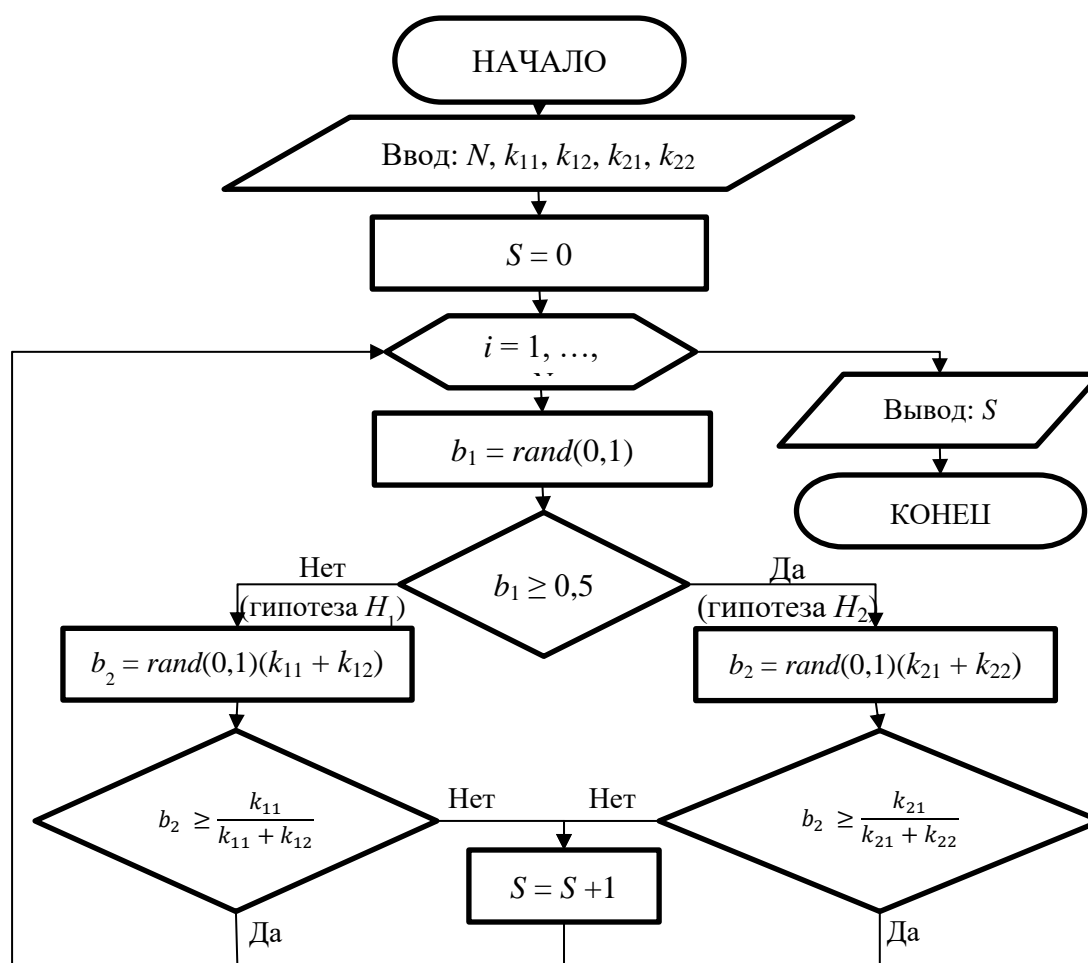 НАЧАЛО
Ввод: N, k₁₁, k₁₂, k₂₁, k₂₂
S = 0
i = 1, …,
Вывод: S
b₁ = rand(0,1)
КОНЕЦ
Нет
Да
b₁ ≥ 0,5
(гипотеза H₁)
(гипотеза H₂)
b₂ = rand(0,1)(k₁₁ + k₁₂)
b₂ = rand(0,1)(k₂₁ + k₂₂)
Нет
Нет
b₂ ≥ k₁₁/(k₁₁ + k₁₂)
b₂ ≥ k₂₁/(k₂₁ + k₂₂)
S = S +1
Да
Да